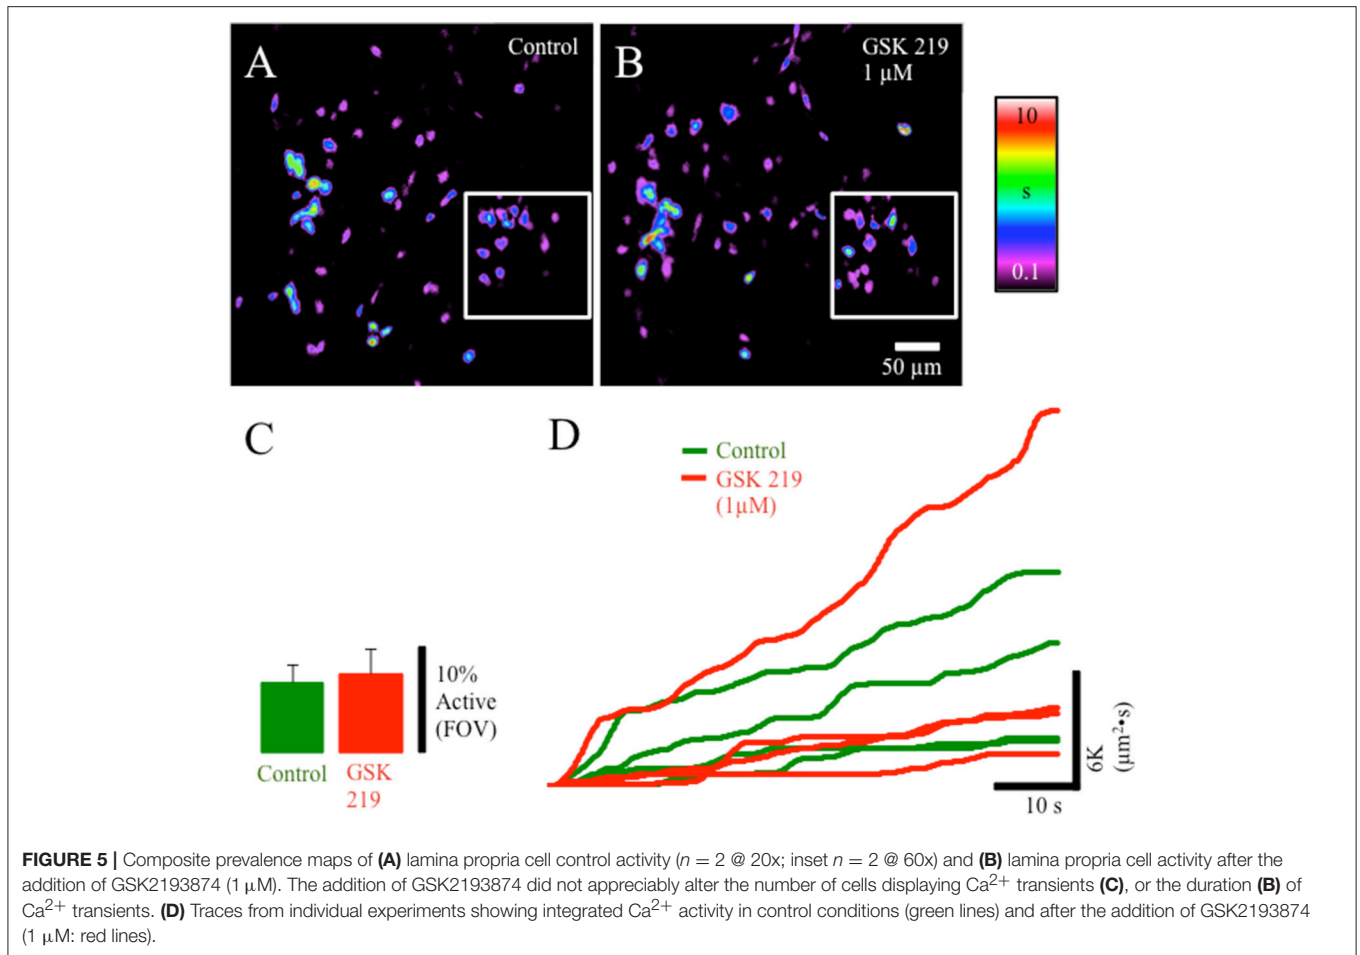 A
Control
B
GSK 219
1 µM
10
s
0.1
50 µm
C
D
Control
GSK 219
(1µM)
10%
Active
(FOV)
Control
GSK
219
6K
(µm²•s)
10 s
FIGURE 5 | Composite prevalence maps of (A) lamina propria cell control activity (n = 2 @ 20x; inset n = 2 @ 60x) and (B) lamina propria cell activity after the
addition of GSK2193874 (1 µM). The addition of GSK2193874 did not appreciably alter the number of cells displaying Ca²⁺ transients (C), or the duration (B) of
Ca²⁺ transients. (D) Traces from individual experiments showing integrated Ca²⁺ activity in control conditions (green lines) and after the addition of GSK2193874
(1 µM: red lines).